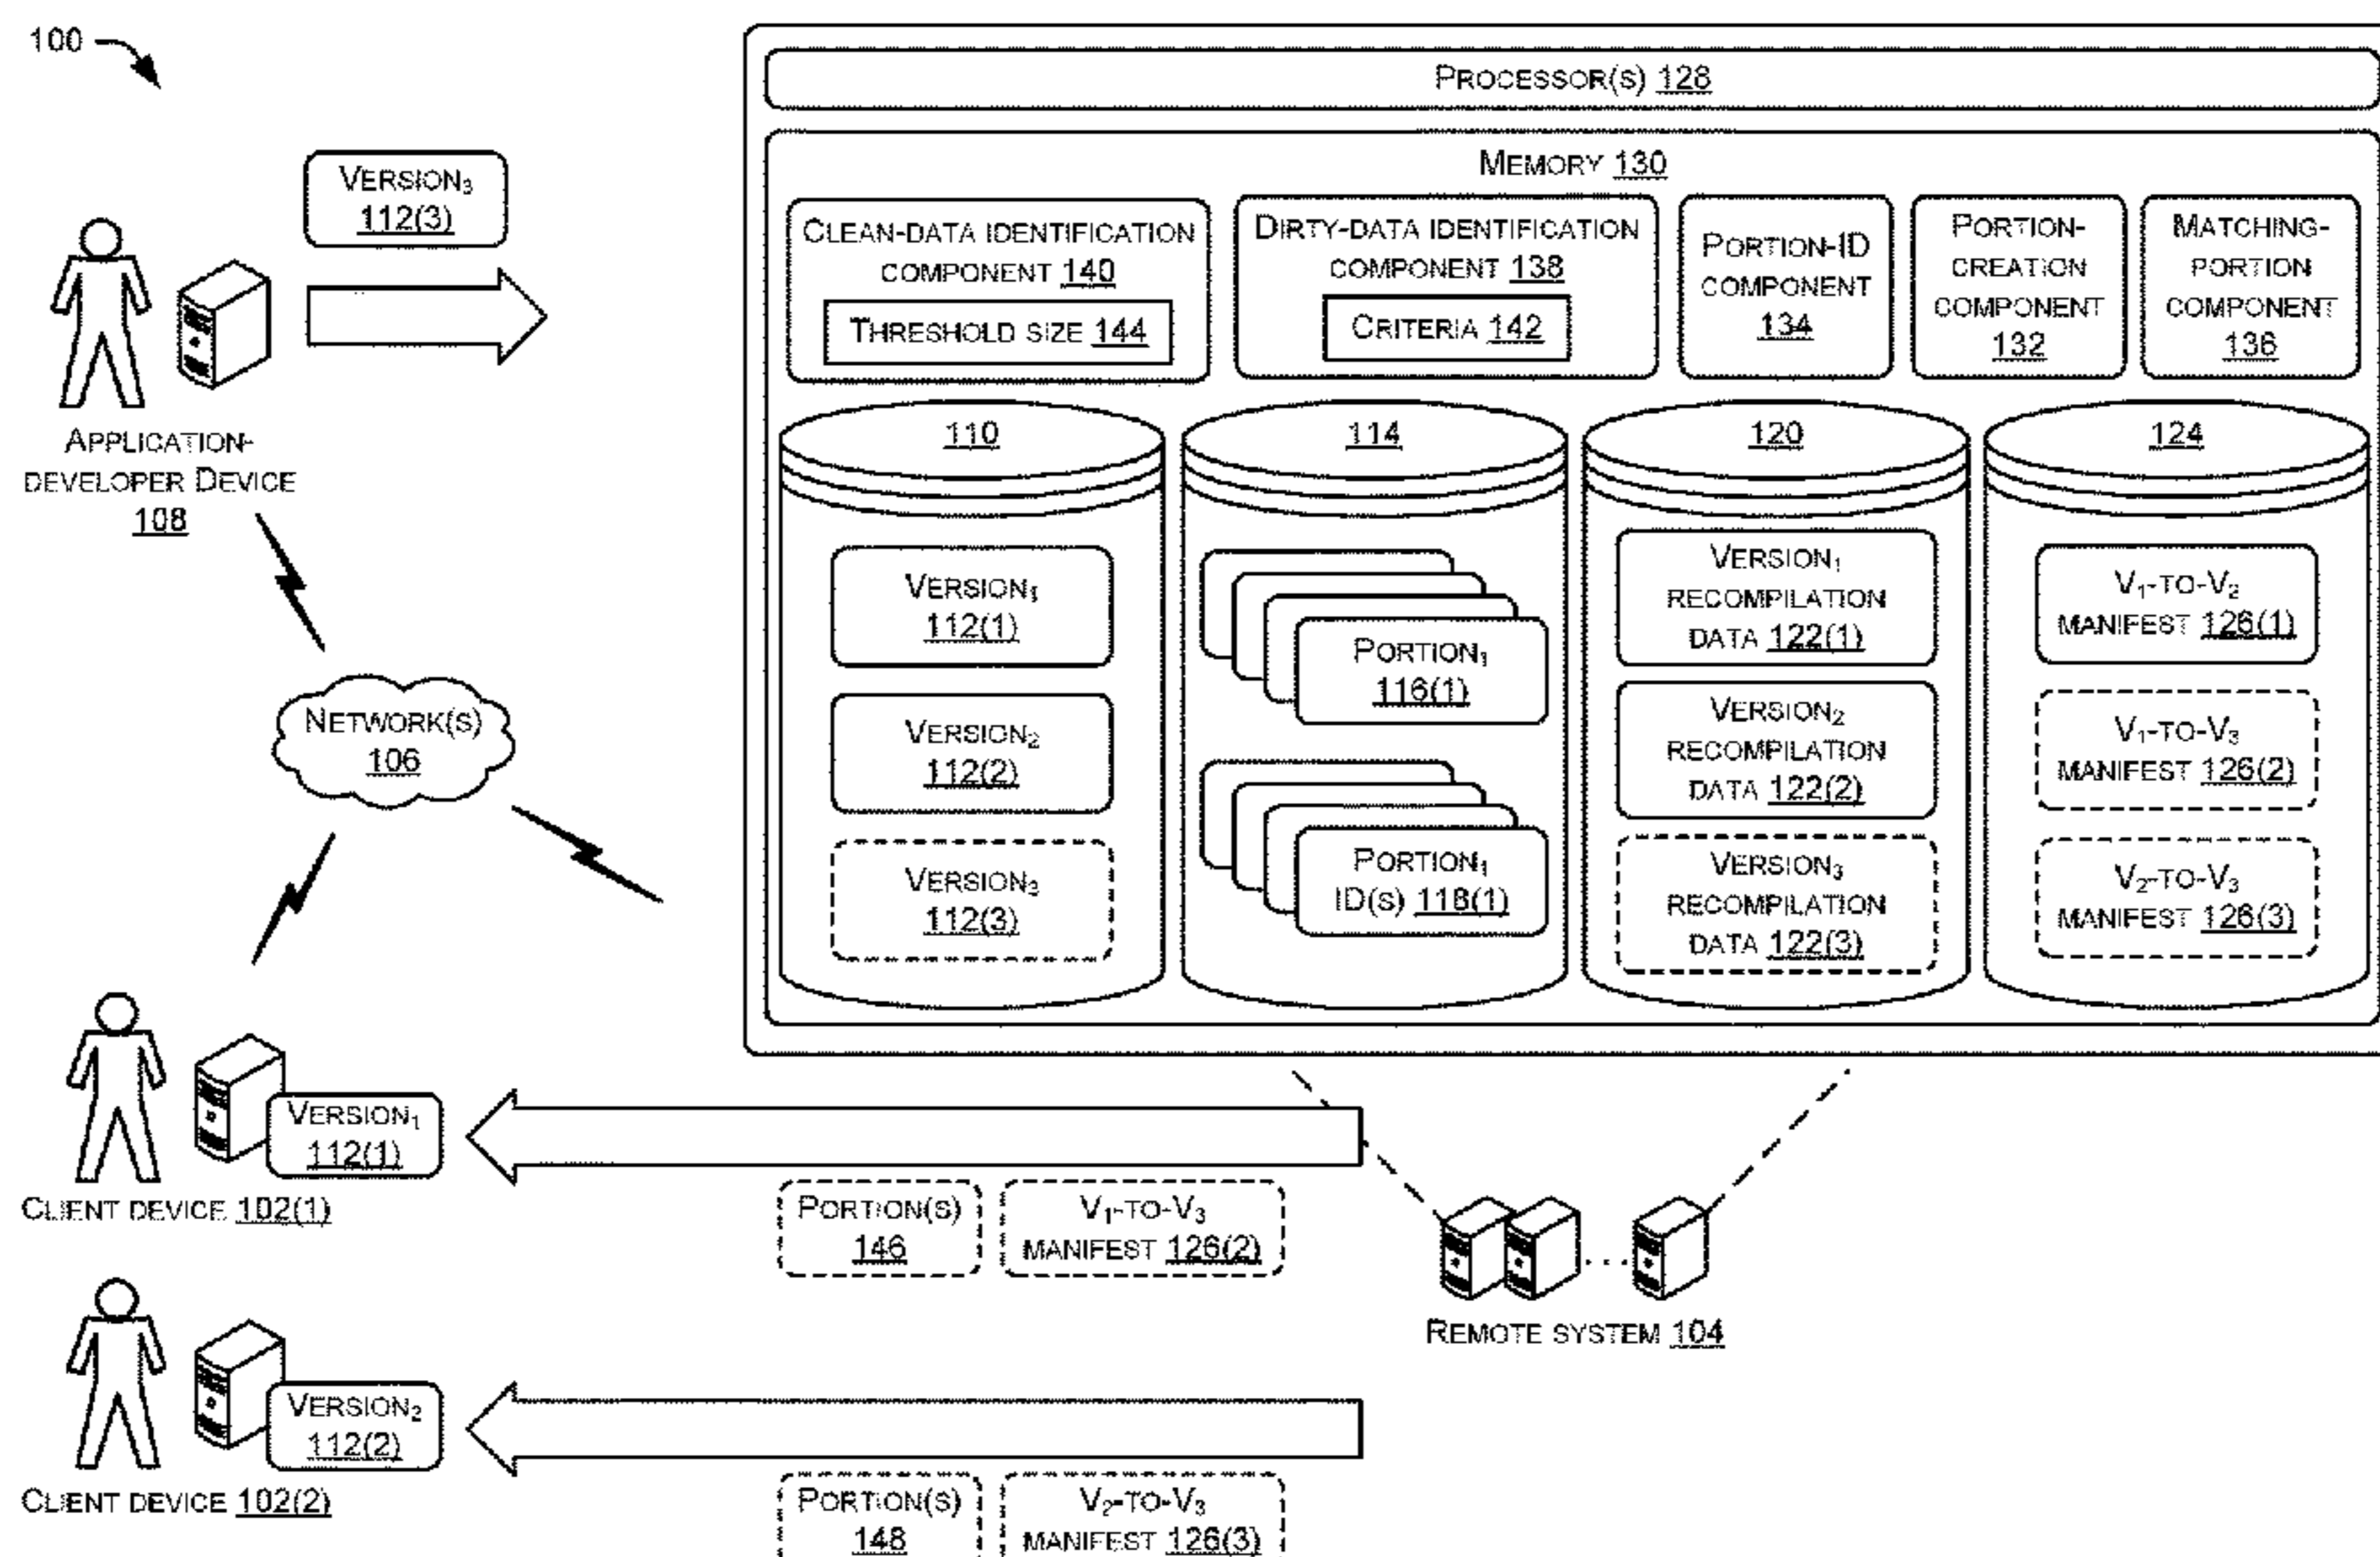 100
PROCESSOR(S) 128
MEMORY 130
VERSION₃
112(3)
CLEAN-DATA IDENTIFICATION
COMPONENT 140
THRESHOLD SIZE 144
DIRTY-DATA IDENTIFICATION
COMPONENT 138
CRITERIA 142
PORTION-ID
COMPONENT
134
PORTION-
CREATION
COMPONENT
132
MATCHING-
PORTION
COMPONENT
136
APPLICATION-
DEVELOPER DEVICE
108
110
VERSION₁
112(1)
VERSION₂
112(2)
VERSION₃
112(3)
114
PORTION₁
116(1)
PORTION₁
ID(S) 118(1)
120
VERSION₁
RECOMPILATION
DATA 122(1)
VERSION₂
RECOMPILATION
DATA 122(2)
VERSION₃
RECOMPILATION
DATA 122(3)
124
V₁-TO-V₂
MANIFEST 126(1)
V₁-TO-V₃
MANIFEST 126(2)
V₂-TO-V₃
MANIFEST 126(3)
NETWORK(S)
106
VERSION₁
112(1)
CLIENT DEVICE 102(1)
PORTION(S)
146
V₁-TO-V₃
MANIFEST 126(2)
REMOTE SYSTEM 104
VERSION₂
112(2)
CLIENT DEVICE 102(2)
PORTION(S)
148
V₂-TO-V₃
MANIFEST 126(3)